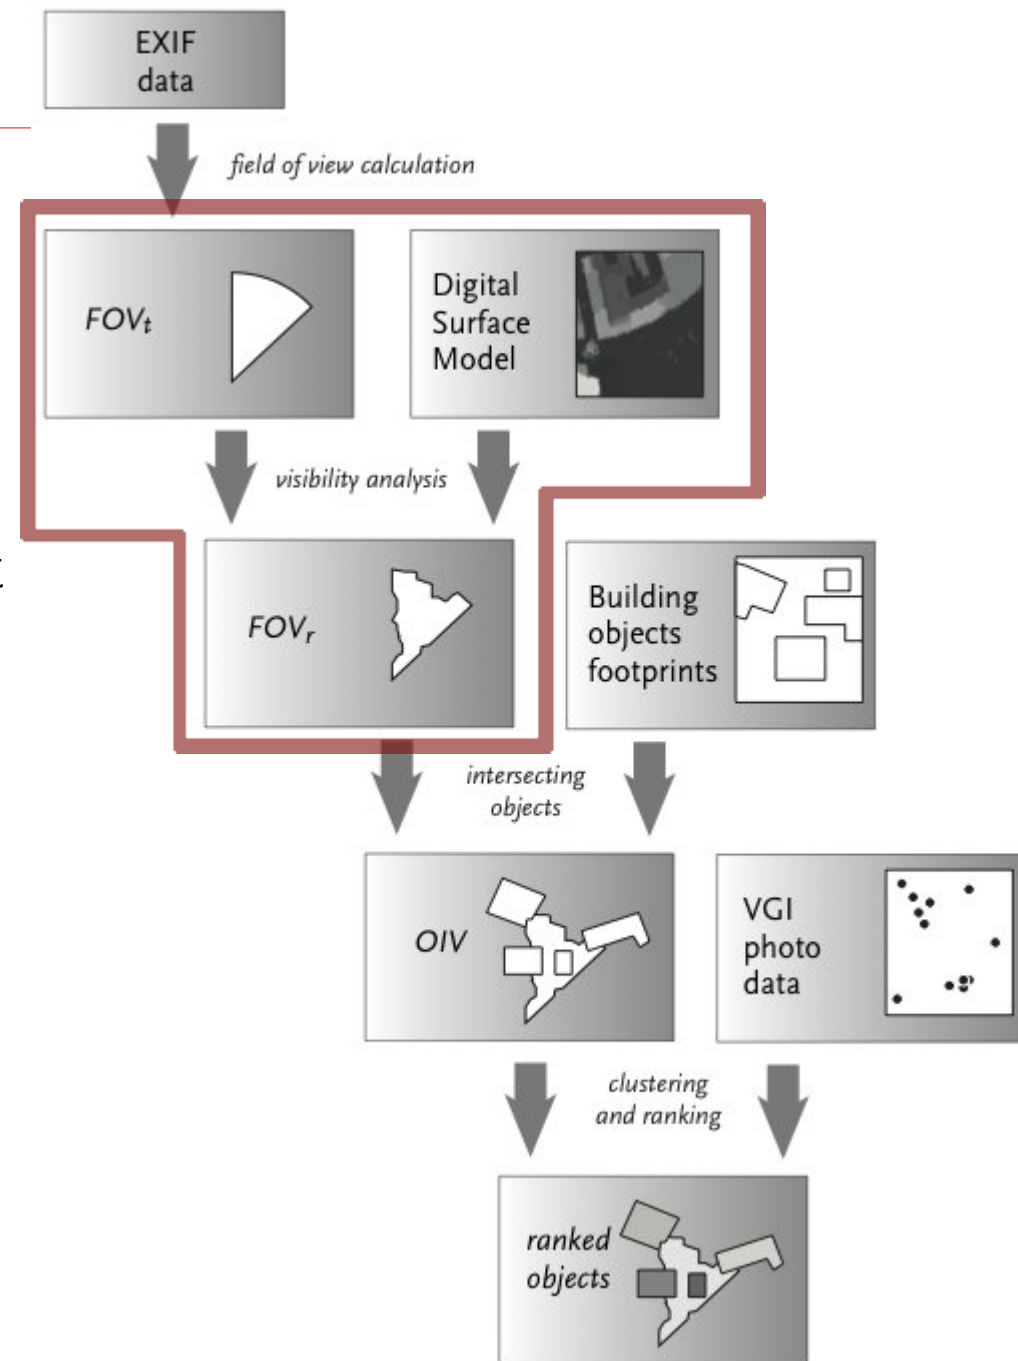 EXIF
data
field of view calculation
FOVt
Digital
Surface
Model
visibility analysis
FOVr
Building
objects
footprints
intersecting
objects
OIV
VGI
photo
data
clustering
and ranking
ranked
objects